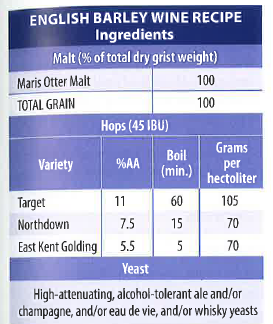 ENGLISH BARLEY WINE RECIPE
Ingredients
Malt (% of total dry grist weight)
Maris Otter Malt 100
TOTAL GRAIN 100
Hops (45 IBU)
Variety %AA Boil (min.) Grams per hectoliter
Target 11 60 105
Northdown 7.5 15 70
East Kent Golding 5.5 5 70
Yeast
High-attenuating, alcohol-tolerant ale and/or
champagne, and/or eau de vie, and/or whisky yeasts